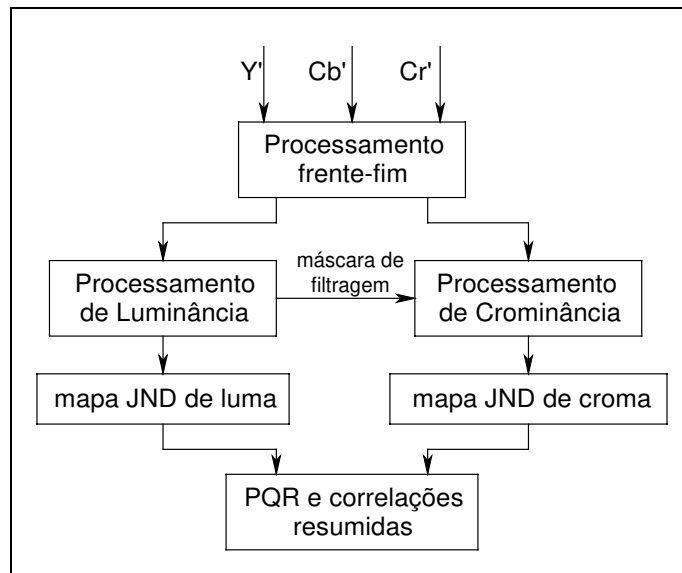 Y' Cb' Cr'
Processamento
frente-fim
Processamento
de Luminância
máscara de
filtragem
Processamento
de Crominância
mapa JND de luma
mapa JND de croma
PQR e correlações
resumidas